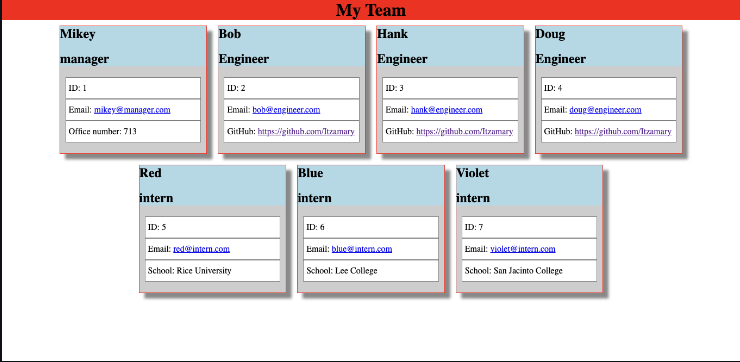 My Team
Mikey
manager
ID: 1
Email: mikey@manager.com
Office number: 713
Bob
Engineer
ID: 2
Email: bob@engineer.com
GitHub: https://github.com/Itzamary
Hank
Engineer
ID: 3
Email: hank@engineer.com
GitHub: https://github.com/Itzamary
Doug
Engineer
ID: 4
Email: doug@engineer.com
GitHub: https://github.com/Itzamary
Red
intern
ID: 5
Email: red@intern.com
School: Rice University
Blue
intern
ID: 6
Email: blue@intern.com
School: Lee College
Violet
intern
ID: 7
Email: violet@intern.com
School: San Jacinto College